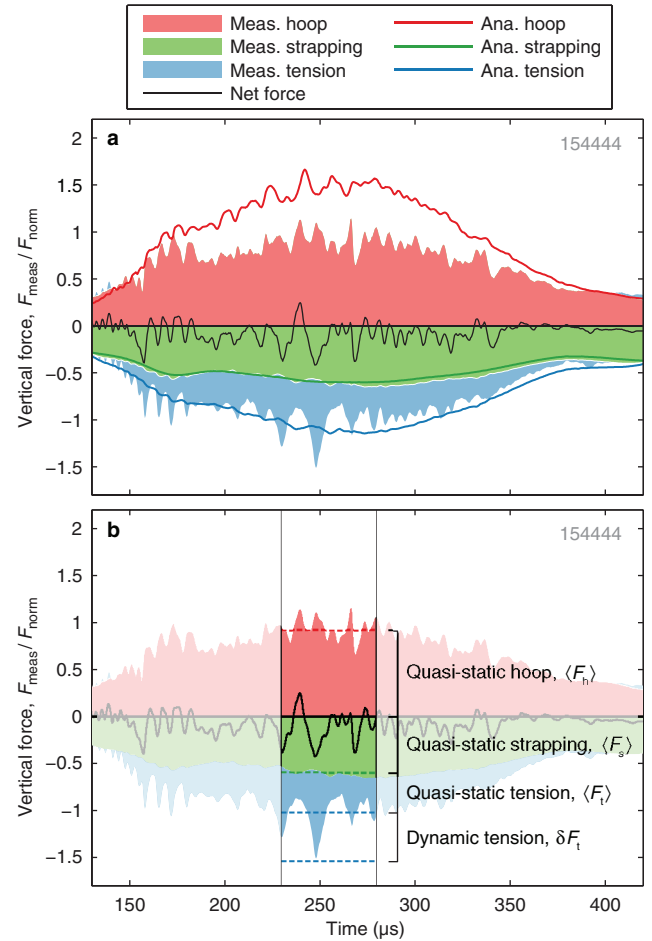 Meas. hoop Ana. hoop
Meas. strapping Ana. strapping
Meas. tension Ana. tension
Net force
a 154444
2
1.5
1
0.5
0
−0.5
−1
−1.5
Vertical force, F_meas/F_norm
b 154444
2
1.5
1
0.5
0
−0.5
−1
−1.5
Vertical force, F_meas/F_norm
Quasi-static hoop, ⟨F_h⟩
Quasi-static strapping, ⟨F_s⟩
Quasi-static tension, ⟨F_t⟩
Dynamic tension, δF_t
150 200 250 300 350 400
Time (μs)